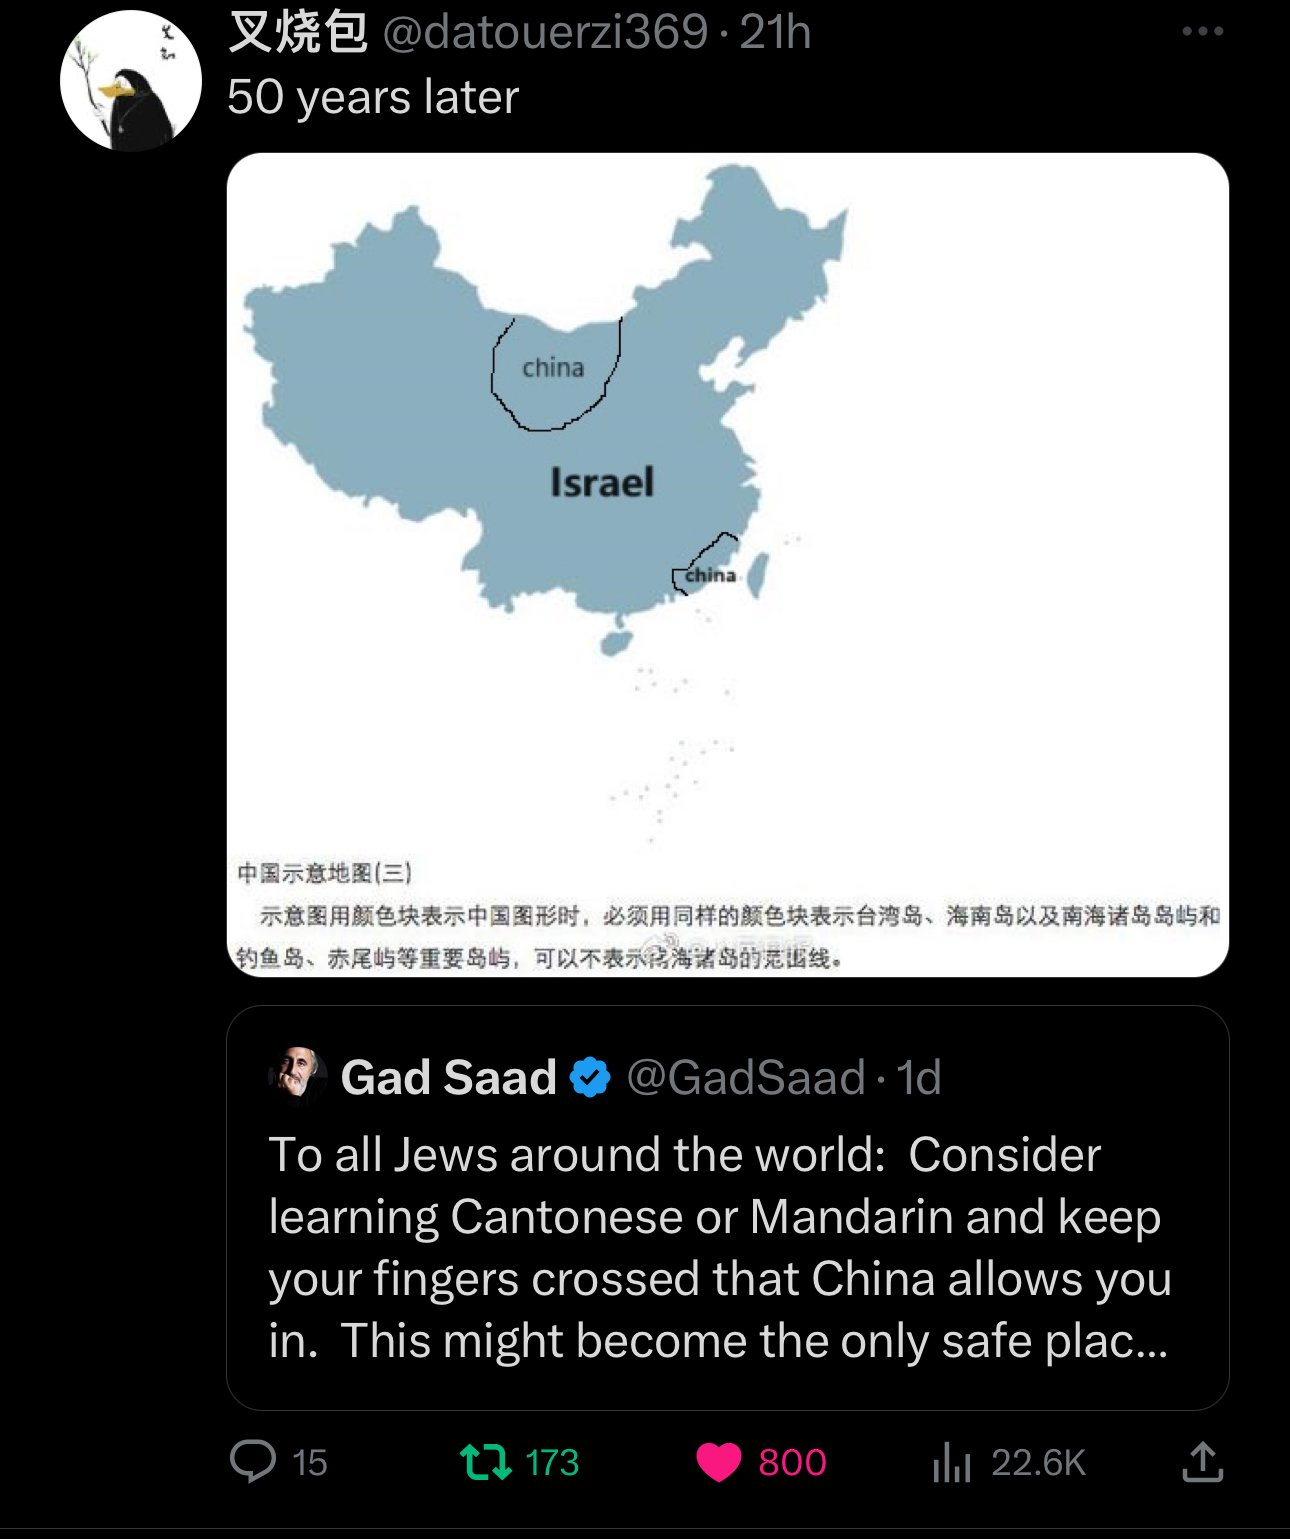 叉烧包 @datouerzi369 · 21h
50 years later
china
Israel
china
中国示意地图(三)
示意图用颜色块表示中国图形时，必须用同样的颜色块表示台湾岛、海南岛以及南海诸岛岛屿和
钓鱼岛、赤尾屿等重要岛屿，可以不表示南海诸岛的范围线。
Gad Saad @GadSaad · 1d
To all Jews around the world:  Consider
learning Cantonese or Mandarin and keep
your fingers crossed that China allows you
in.  This might become the only safe plac...
15 173 800 22.6K